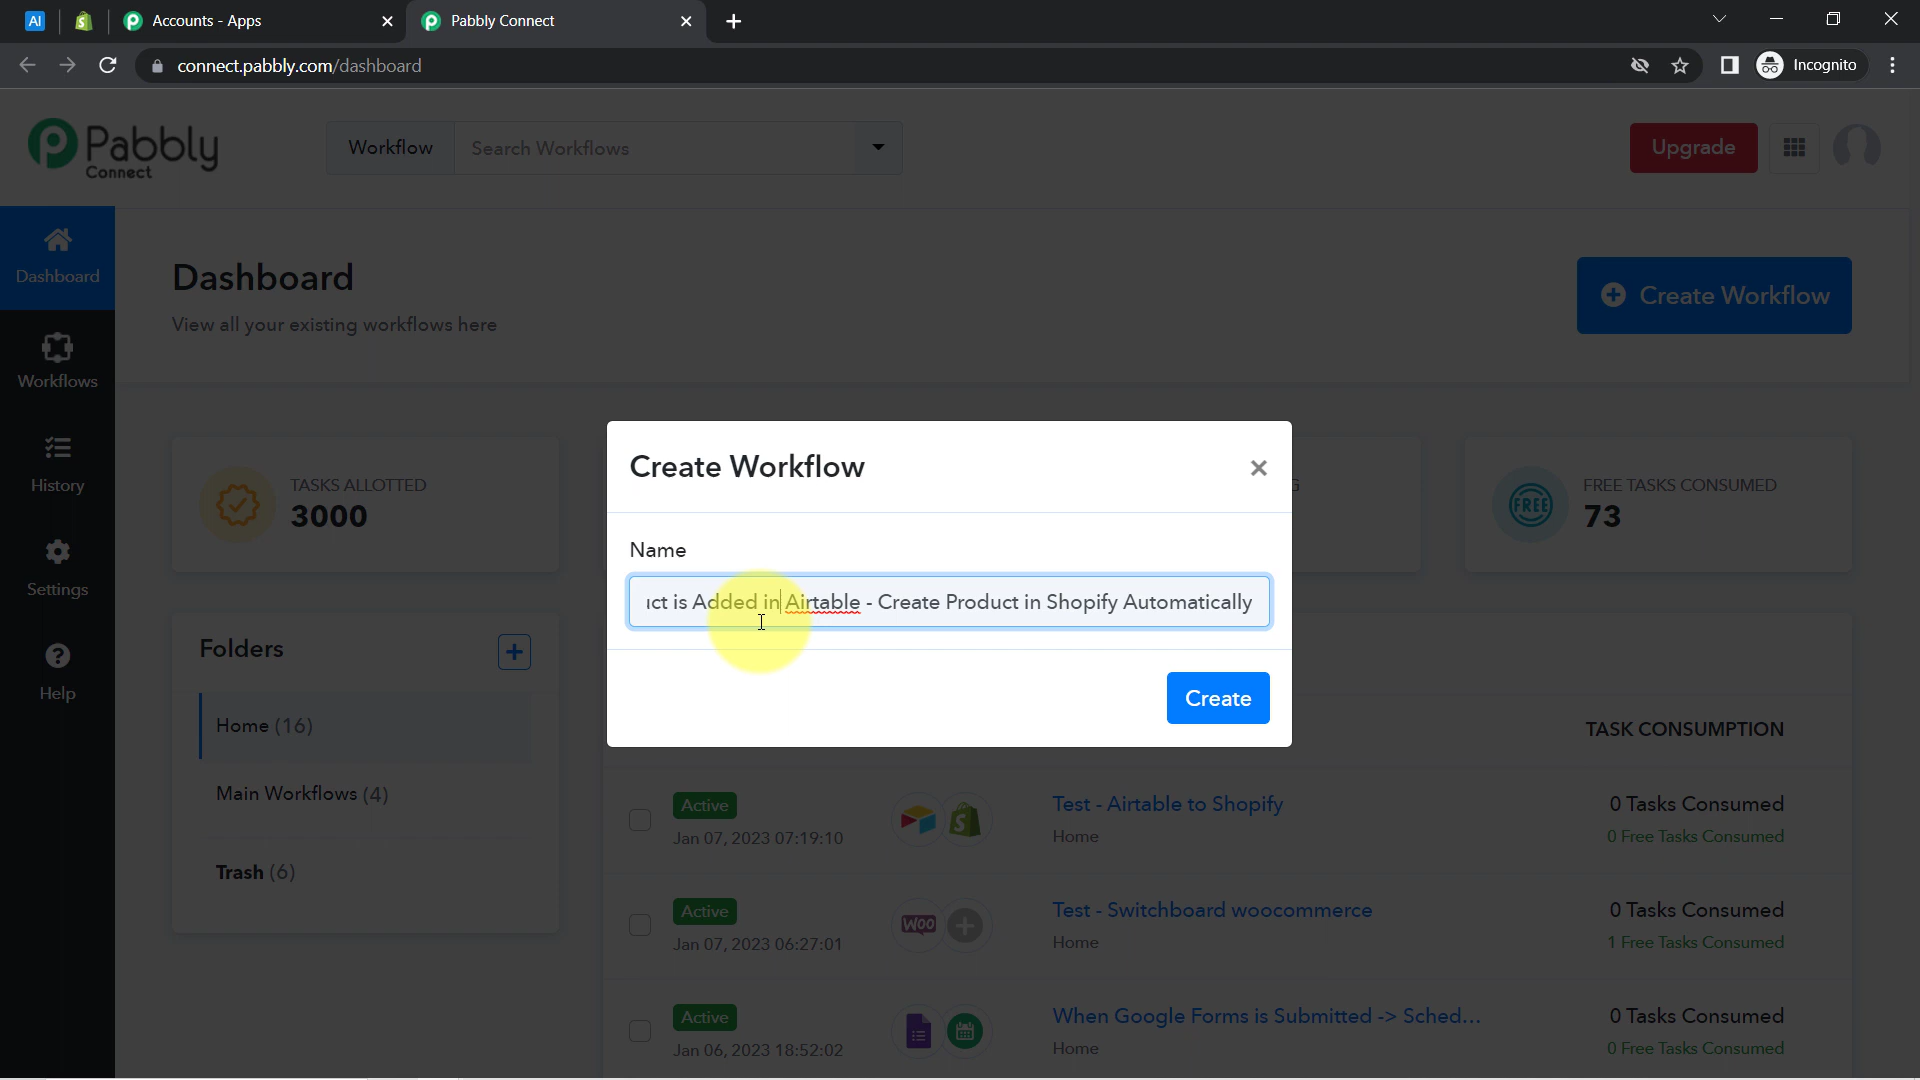 AI
Accounts - Apps
Pabbly Connect
connect.pabbly.com/dashboard
Incognito
Pabbly
Connect
Workflow
Search Workflows
Upgrade
Dashboard
Workflows
History
Settings
Help
Dashboard
View all your existing workflows here
Create Workflow
TASKS ALLOTTED
3000
G
FREE
FREE TASKS CONSUMED
73
Create Workflow
Name
ct is Added in Airtable - Create Product in Shopify Automatically
Create
Folders
Home (16)
Main Workflows (4)
Trash (6)
TASK CONSUMPTION
Active
Jan 07, 2023 07:19:10
Test - Airtable to Shopify
Home
0 Tasks Consumed
0 Free Tasks Consumed
Active
Jan 07, 2023 06:27:01
WOO
Test - Switchboard woocommerce
Home
0 Tasks Consumed
1 Free Tasks Consumed
Active
Jan 06, 2023 18:52:02
When Google Forms is Submitted -> Sched...
Home
0 Tasks Consumed
0 Free Tasks Consumed